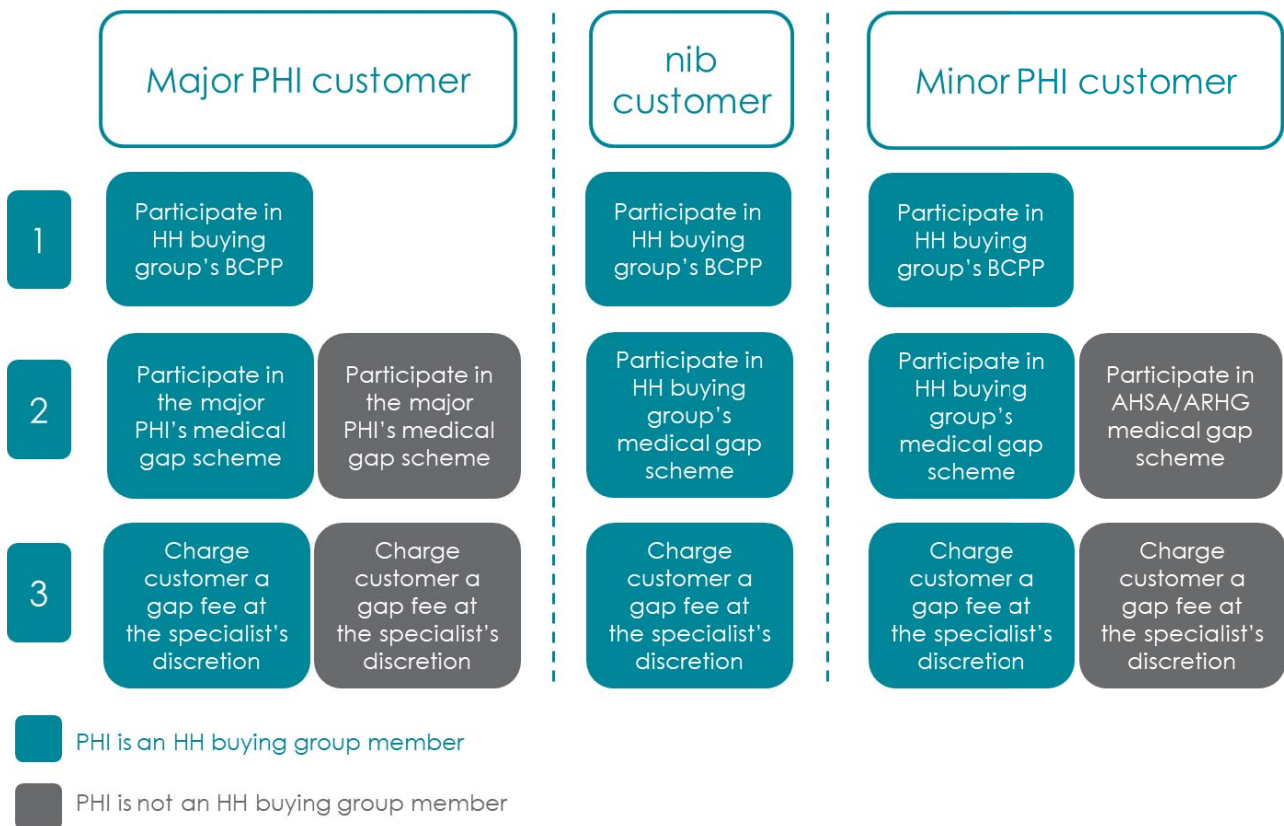 Major PHI customer
nib
customer
Minor PHI customer
1
Participate in
HH buying
group's BCPP
Participate in
HH buying
group's BCPP
Participate in
HH buying
group's BCPP
2
Participate in
the major
PHI's medical
gap scheme
Participate in
the major
PHI's medical
gap scheme
Participate in
HH buying
group's
medical gap
scheme
Participate in
HH buying
group's
medical gap
scheme
Participate in
AHSA/ARHG
medical gap
scheme
3
Charge
customer a
gap fee at
the specialist's
discretion
Charge
customer a
gap fee at
the specialist's
discretion
Charge
customer a
gap fee at
the specialist's
discretion
Charge
customer a
gap fee at
the specialist's
discretion
Charge
customer a
gap fee at
the specialist's
discretion
PHI is an HH buying group member
PHI is not an HH buying group member